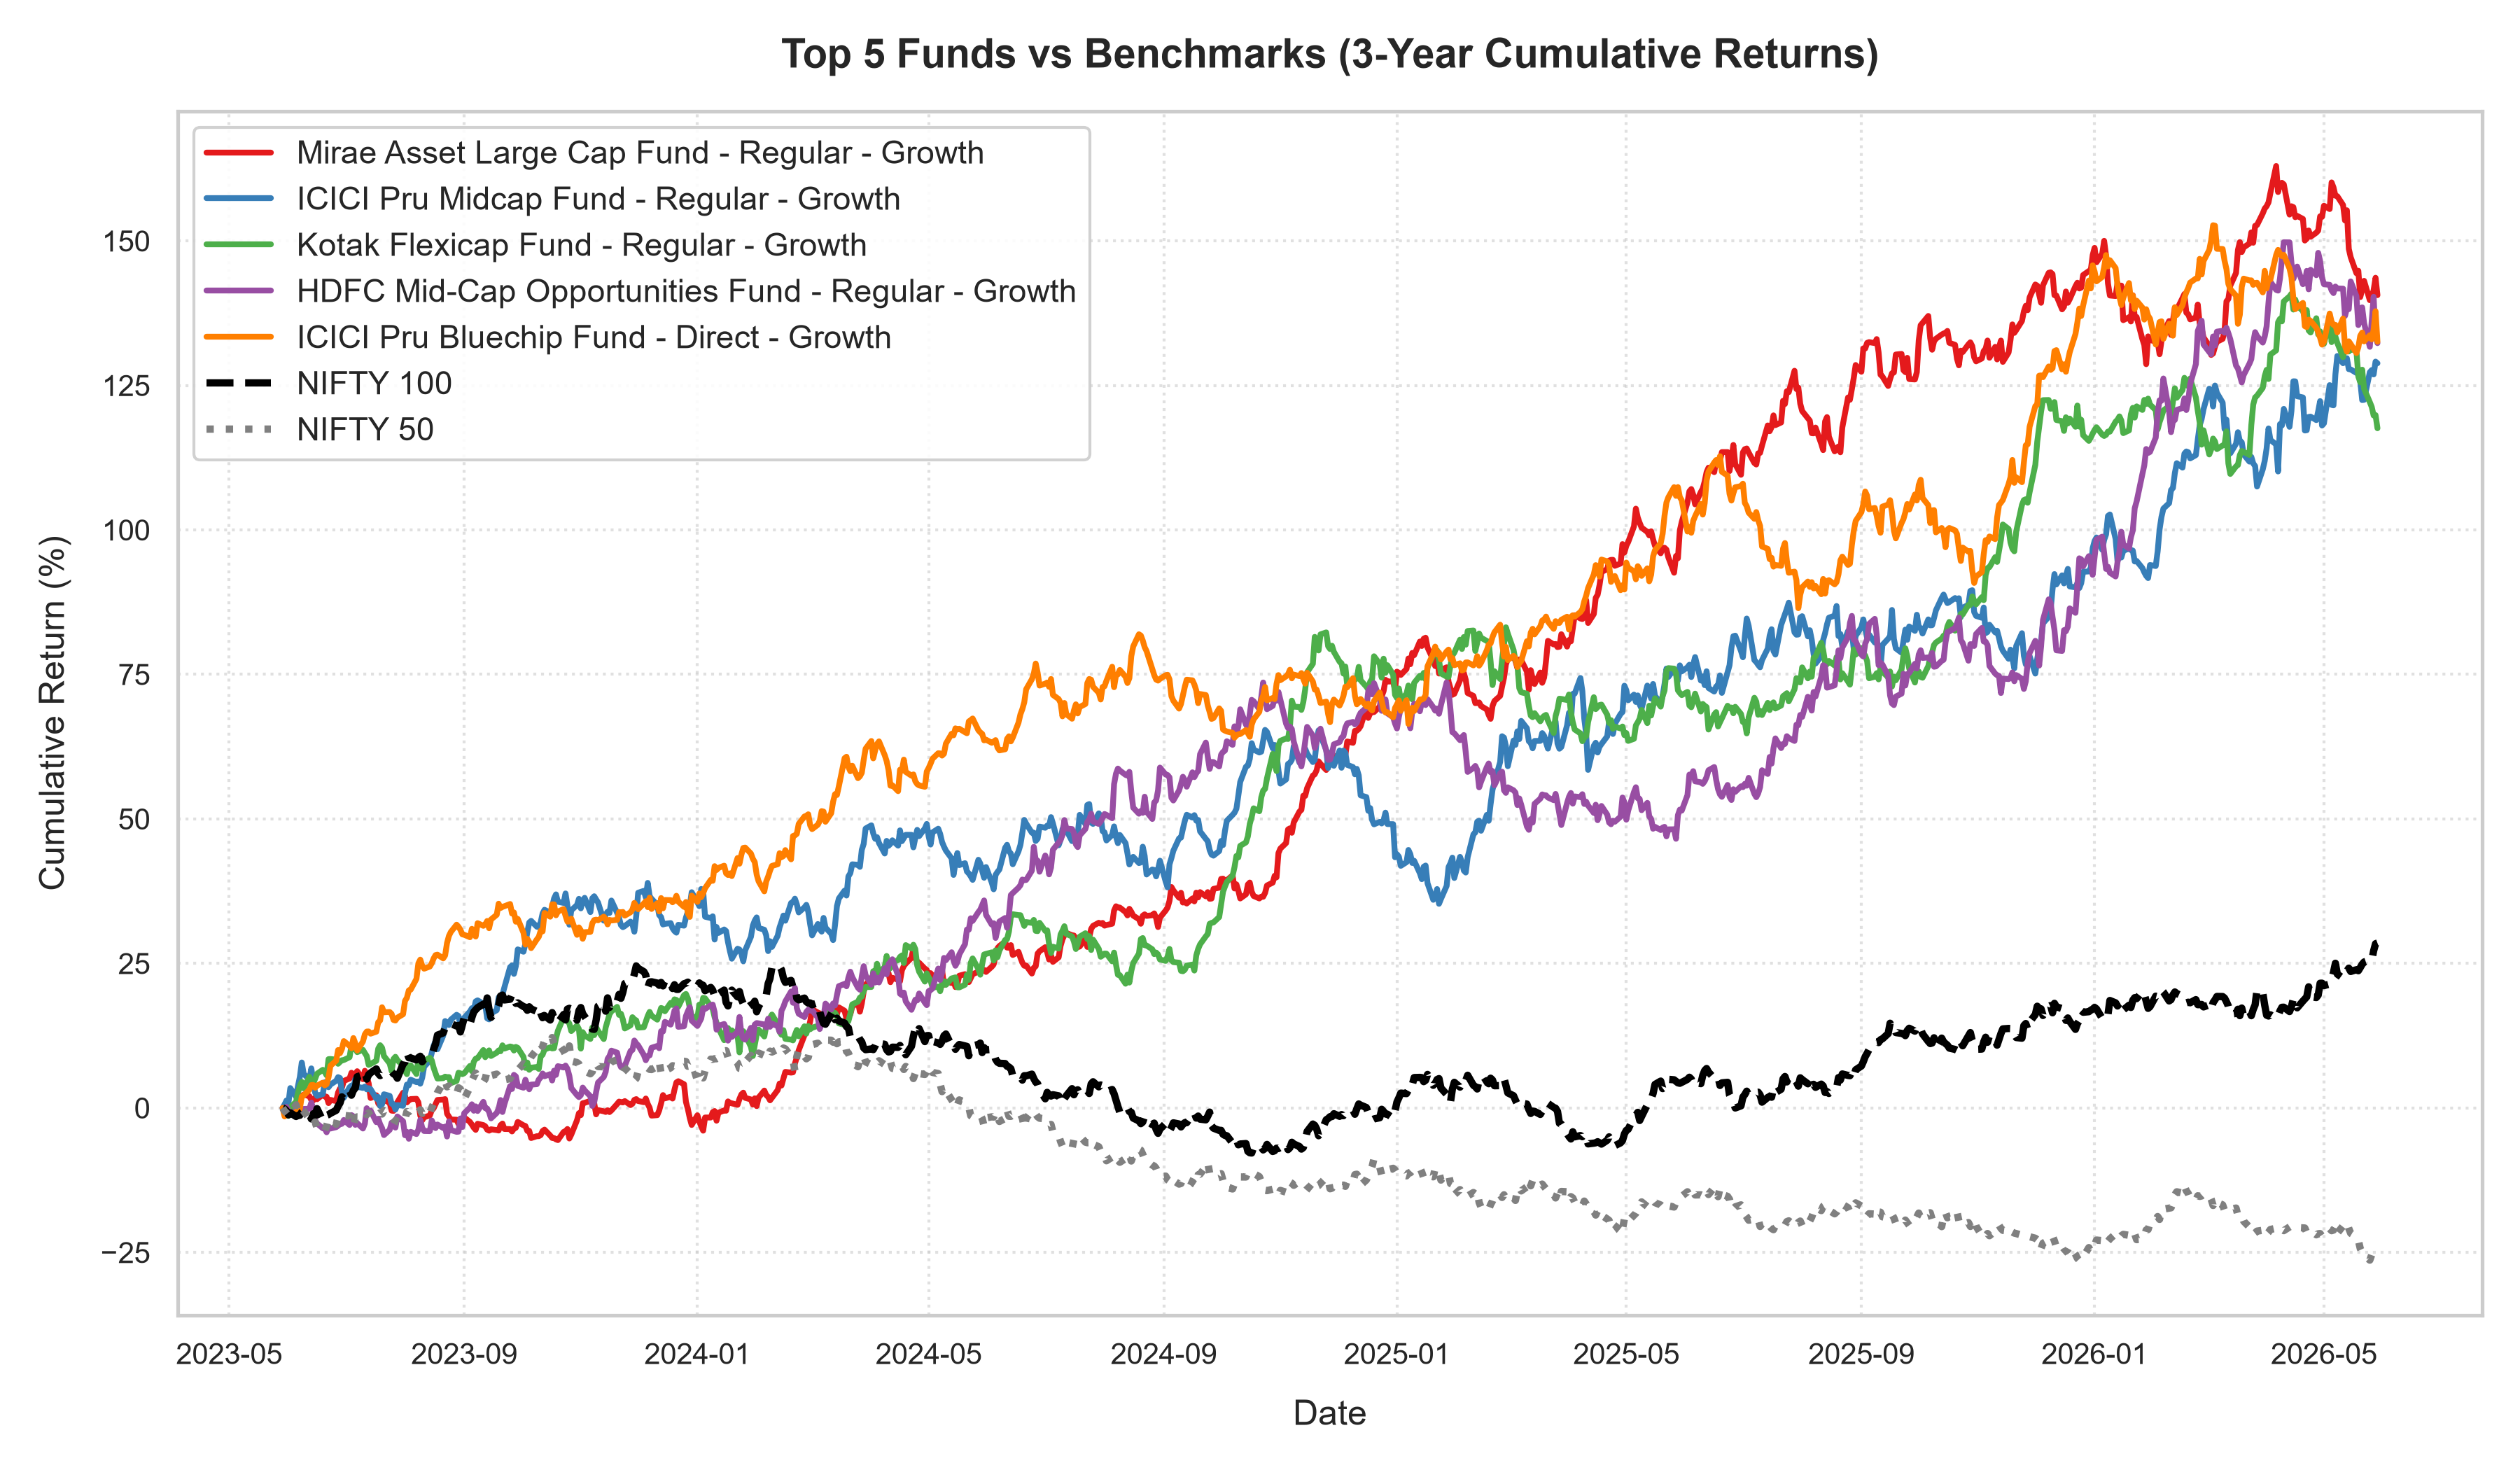 Top 5 Funds vs Benchmarks (3-Year Cumulative Returns)
Mirae Asset Large Cap Fund - Regular - Growth
ICICI Pru Midcap Fund - Regular - Growth
Kotak Flexicap Fund - Regular - Growth
HDFC Mid-Cap Opportunities Fund - Regular - Growth
ICICI Pru Bluechip Fund - Direct - Growth
NIFTY 100
NIFTY 50
Cumulative Return (%)
150
125
100
75
50
25
0
−25
2023-05
2023-09
2024-01
2024-05
2024-09
2025-01
2025-05
2025-09
2026-01
2026-05
Date